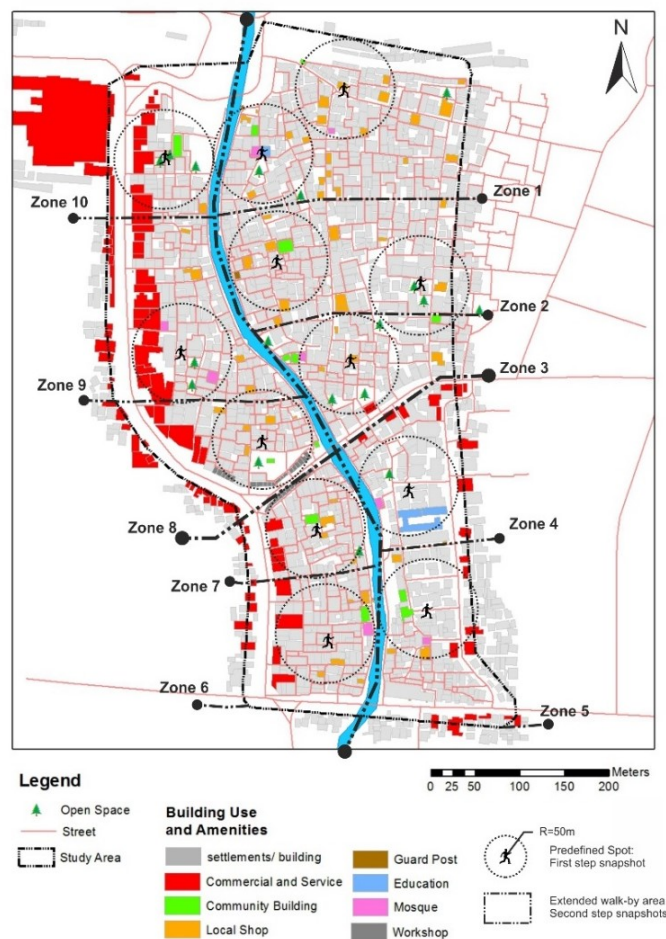 N
Zone 10
Zone 1
Zone 2
Zone 3
Zone 9
Zone 8
Zone 4
Zone 7
Zone 6
Zone 5
Legend
Open Space
Street
Study Area
Building Use
and Amenities
settlements/ building
Commercial and Service
Community Building
Local Shop
Guard Post
Education
Mosque
Workshop
Meters
0 25 50 100 150 200
R=50m
Predefined Spot:
First step snapshot
Extended walk-by area
Second step snapshots